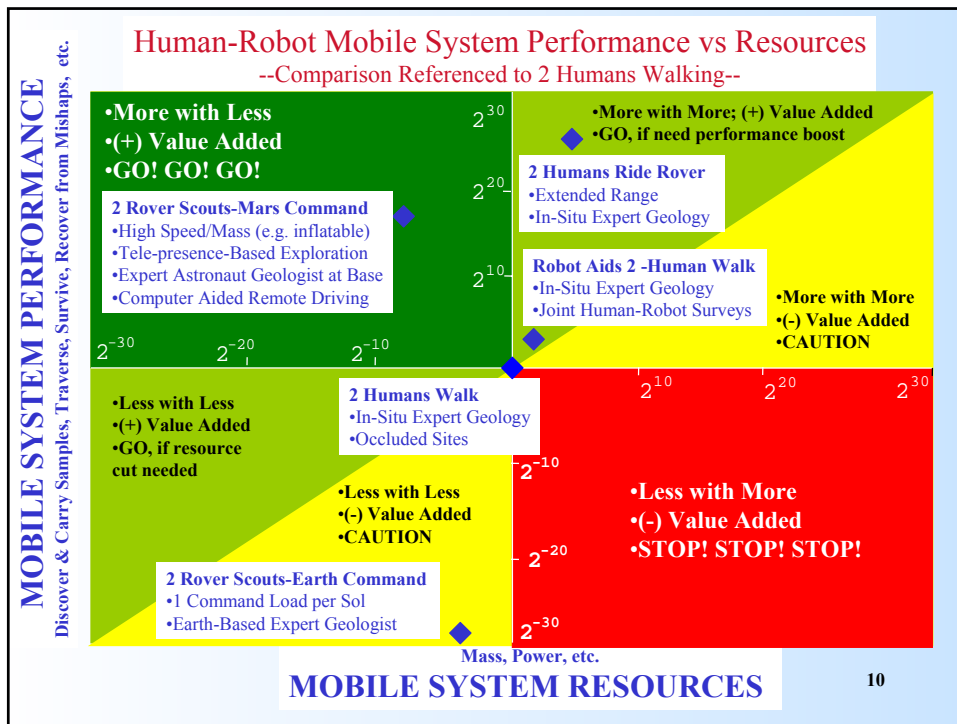 Human-Robot Mobile System Performance vs Resources
--Comparison Referenced to 2 Humans Walking--
MOBILE SYSTEM PERFORMANCE
Discover & Carry Samples, Traverse, Survive, Recover from Mishaps, etc.
•More with Less
•(+) Value Added
•GO! GO! GO!
2 Rover Scouts-Mars Command
•High Speed/Mass (e.g. inflatable)
•Tele-presence-Based Exploration
•Expert Astronaut Geologist at Base
•Computer Aided Remote Driving
2^30
2^20
2^10
•More with More; (+) Value Added
•GO, if need performance boost
2 Humans Ride Rover
•Extended Range
•In-Situ Expert Geology
Robot Aids 2 -Human Walk
•In-Situ Expert Geology
•Joint Human-Robot Surveys
•More with More
•(-) Value Added
•CAUTION
2^-30
2^-20
2^-10
2^10
2^20
2^30
•Less with Less
•(+) Value Added
•GO, if resource
cut needed
2 Humans Walk
•In-Situ Expert Geology
•Occluded Sites
•Less with Less
•(-) Value Added
•CAUTION
2 Rover Scouts-Earth Command
•1 Command Load per Sol
•Earth-Based Expert Geologist
2^-10
2^-20
2^-30
•Less with More
•(-) Value Added
•STOP! STOP! STOP!
Mass, Power, etc.
MOBILE SYSTEM RESOURCES
10